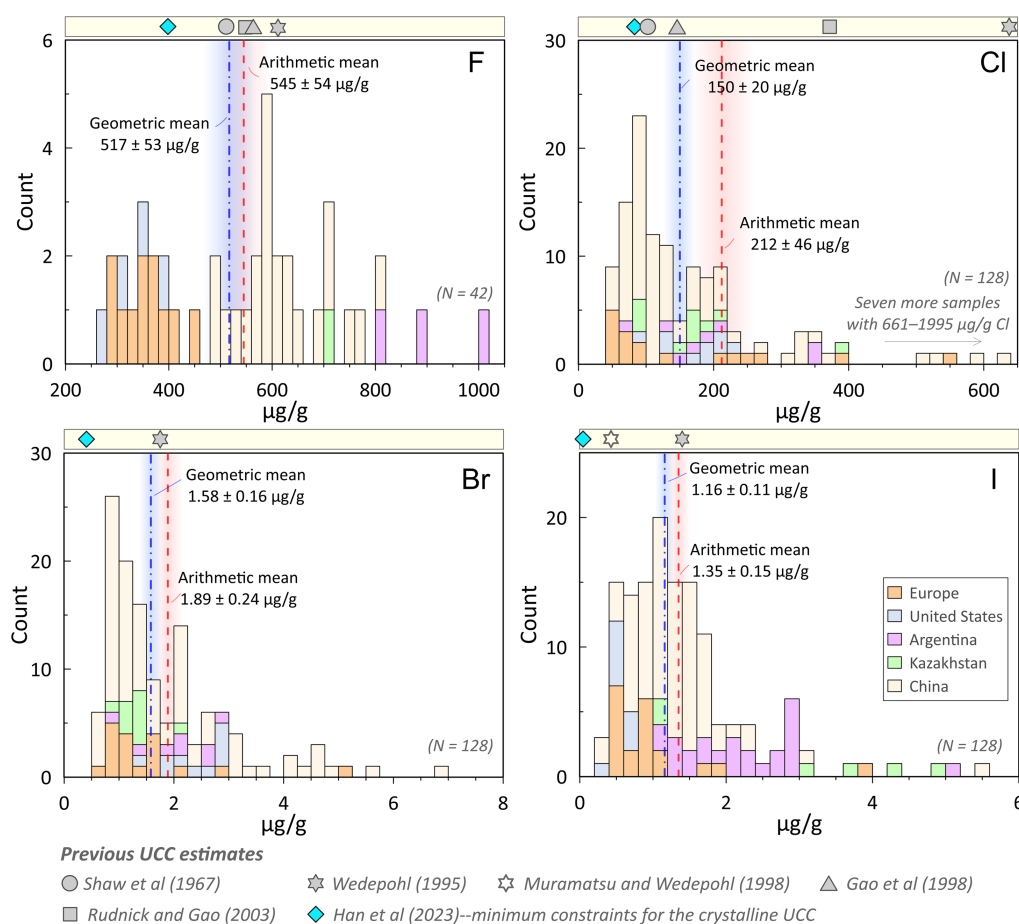 F
Arithmetic mean
545 ± 54 µg/g
Geometric mean
517 ± 53 µg/g
(N = 42)
Count
0
2
4
6
200
400
600
800
1000
µg/g
Cl
Geometric mean
150 ± 20 µg/g
Arithmetic mean
212 ± 46 µg/g
(N = 128)
Seven more samples
with 661–1995 µg/g Cl
Count
0
10
20
30
0
200
400
600
µg/g
Br
Geometric mean
1.58 ± 0.16 µg/g
Arithmetic mean
1.89 ± 0.24 µg/g
(N = 128)
Count
0
10
20
30
0
2
4
6
8
µg/g
I
Geometric mean
1.16 ± 0.11 µg/g
Arithmetic mean
1.35 ± 0.15 µg/g
Europe
United States
Argentina
Kazakhstan
China
(N = 128)
Count
0
10
20
0
2
4
6
µg/g
Previous UCC estimates
Shaw et al (1967)
Wedepohl (1995)
Muramatsu and Wedepohl (1998)
Gao et al (1998)
Rudnick and Gao (2003)
Han et al (2023)--minimum constraints for the crystalline UCC